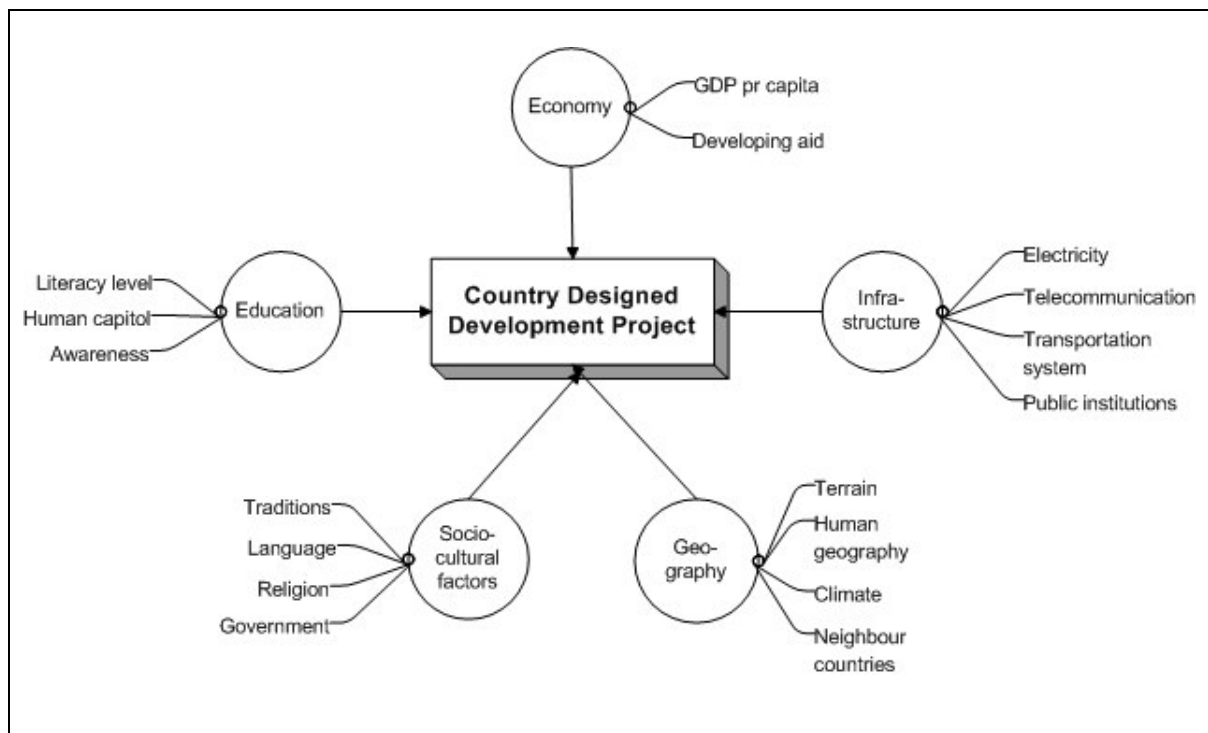 Economy
GDP pr capita
Developing aid
Literacy level
Human capitol
Awareness
Education
Country Designed
Development Project
Infra-
structure
Electricity
Telecommunication
Transportation
system
Public institutions
Traditions
Language
Religion
Government
Socio-
cultural
factors
Geo-
graphy
Terrain
Human
geography
Climate
Neighbour
countries